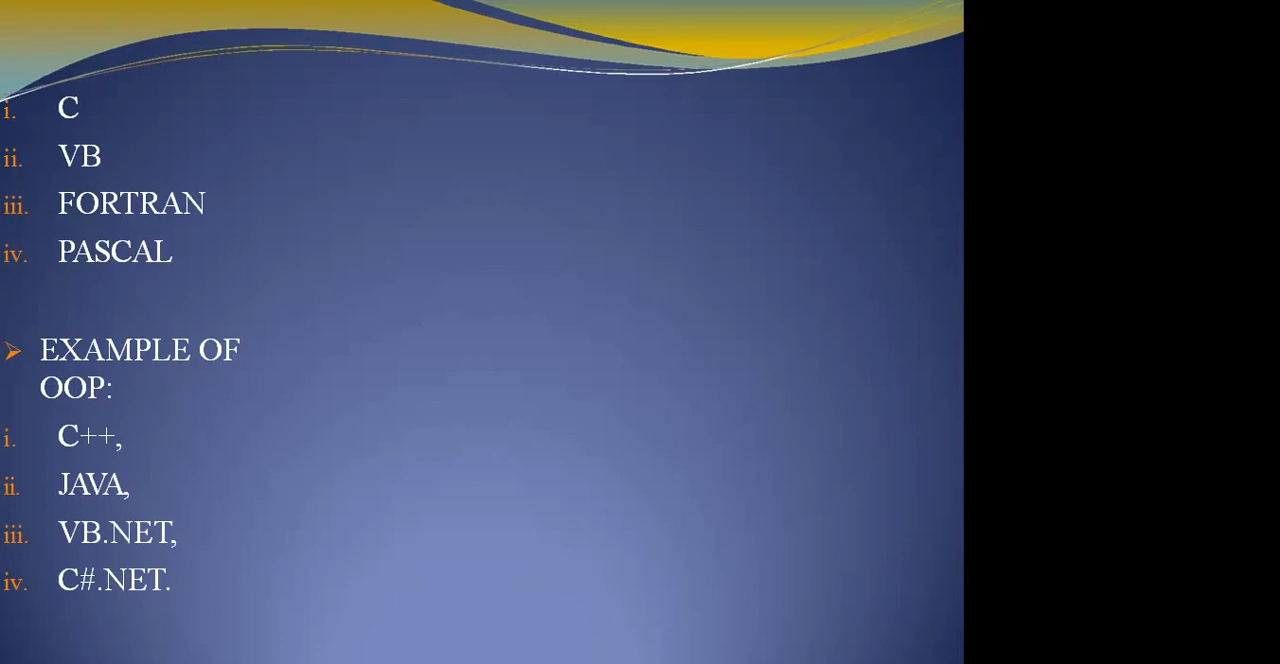 i. C
ii. VB
iii. FORTRAN
iv. PASCAL
➢ EXAMPLE OF
OOP:
i. C++,
ii. JAVA,
iii. VB.NET,
iv. C#.NET.